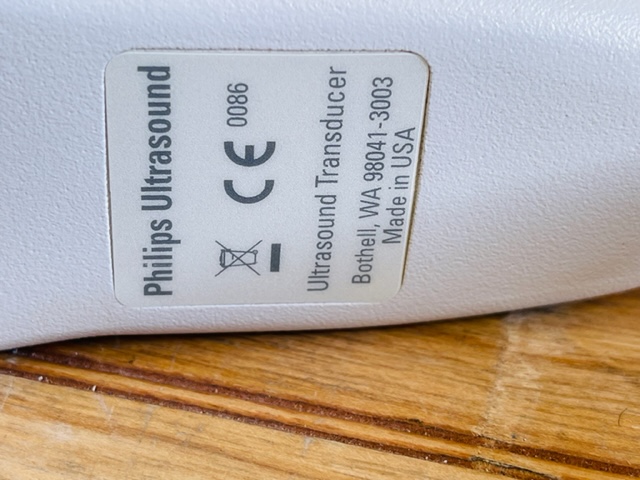 Philips Ultrasound
CE 0086
Ultrasound Transducer
Bothell, WA 98041-3003
Made in USA